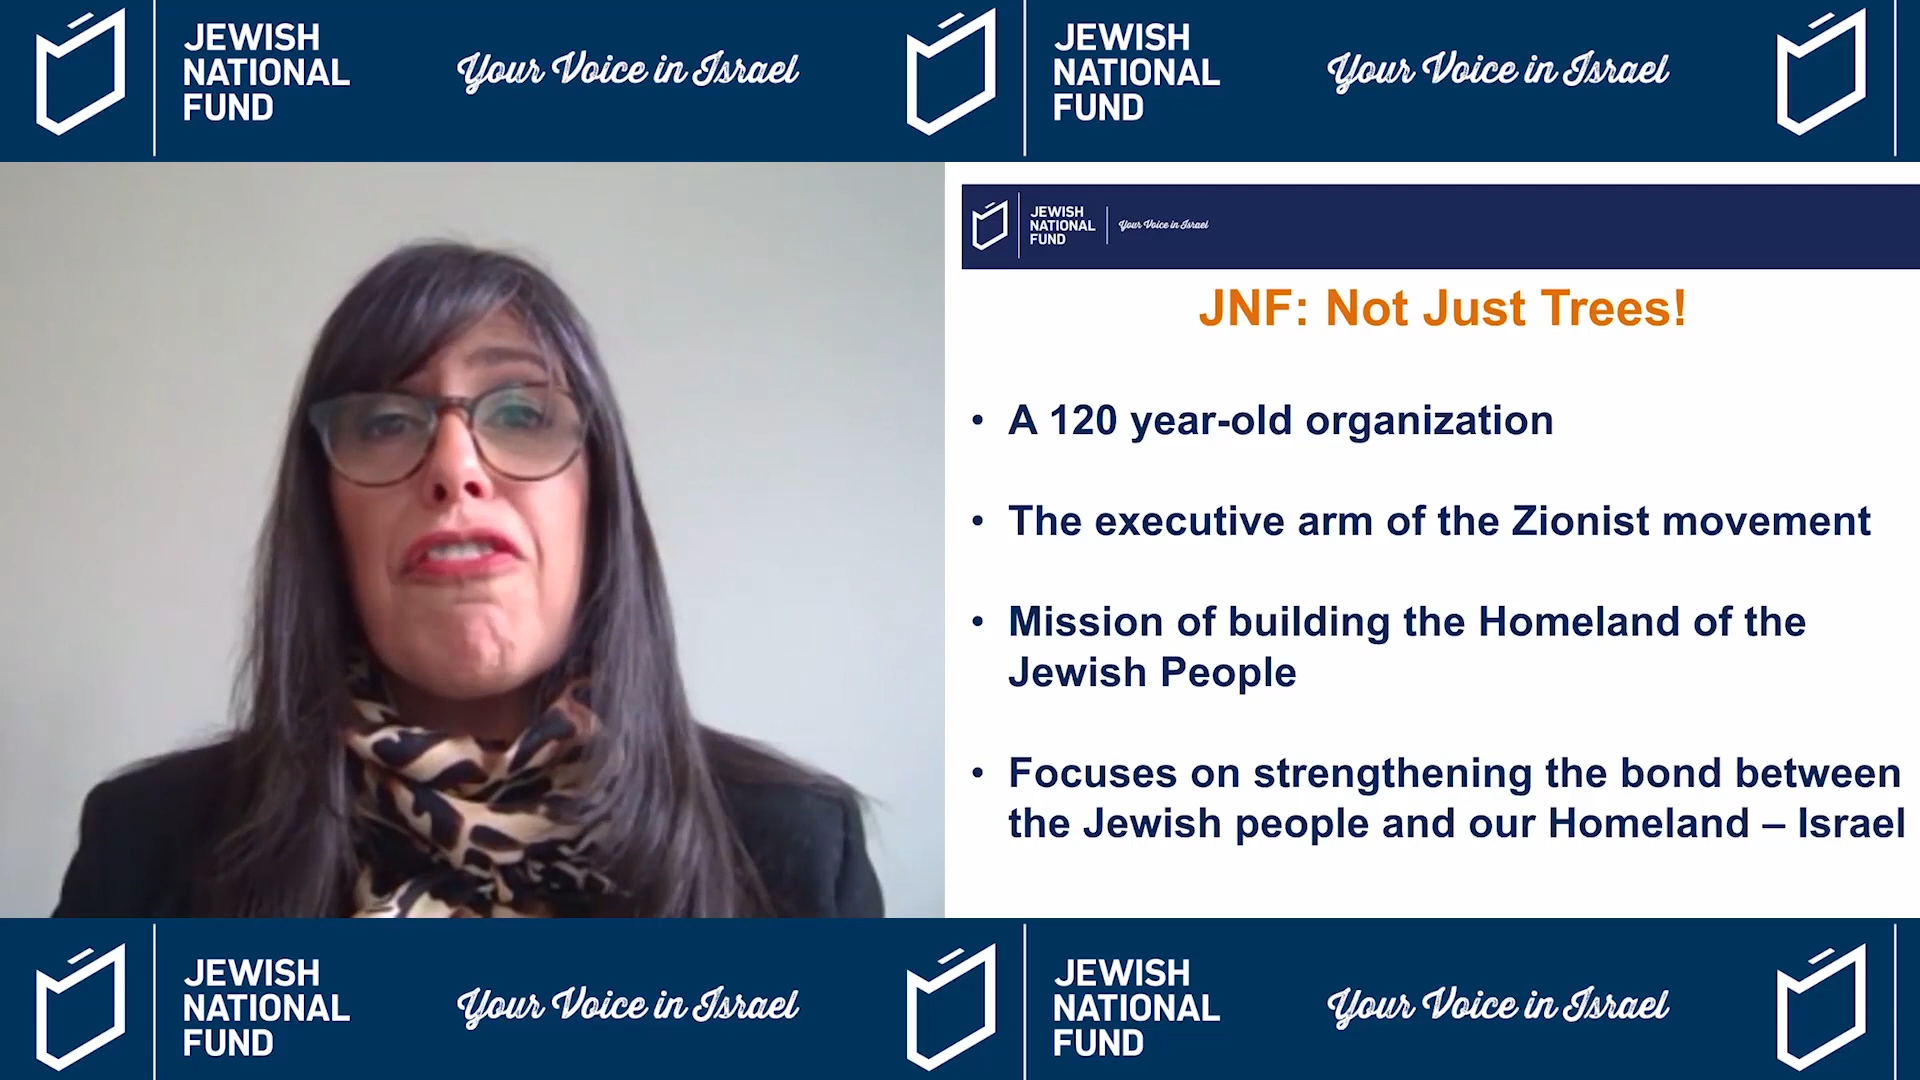 JEWISH
NATIONAL
FUND
Your Voice in Israel
JEWISH
NATIONAL
FUND
Your Voice in Israel
JEWISH
NATIONAL
FUND
Your Voice in Israel
JNF: Not Just Trees!
• A 120 year-old organization
• The executive arm of the Zionist movement
• Mission of building the Homeland of the
Jewish People
• Focuses on strengthening the bond between
the Jewish people and our Homeland – Israel
JEWISH
NATIONAL
FUND
Your Voice in Israel
JEWISH
NATIONAL
FUND
Your Voice in Israel